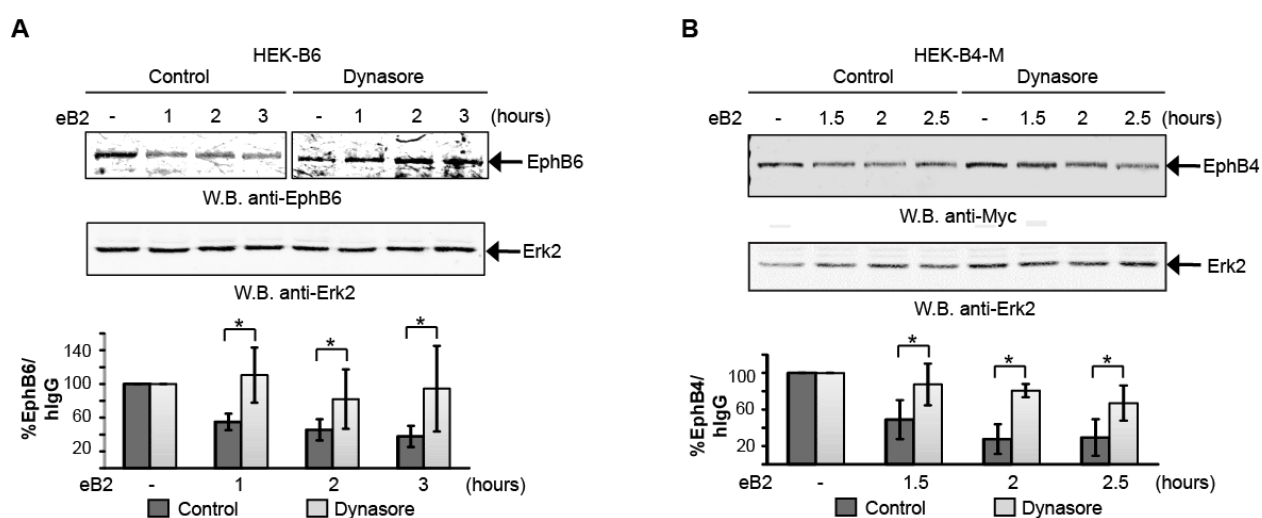 A
HEK-B6
Control Dynasore
eB2 - 1 2 3 - 1 2 3 (hours)
EphB6
W.B. anti-EphB6
Erk2
W.B. anti-Erk2
%EphB6/
hIgG
140
100
60
20
* * *
eB2 - 1 2 3 (hours)
Control Dynasore
B
HEK-B4-M
Control Dynasore
eB2 - 1.5 2 2.5 - 1.5 2 2.5 (hours)
EphB4
W.B. anti-Myc
Erk2
W.B. anti-Erk2
%EphB4/
hIgG
100
60
20
* * *
eB2 - 1.5 2 2.5 (hours)
Control Dynasore